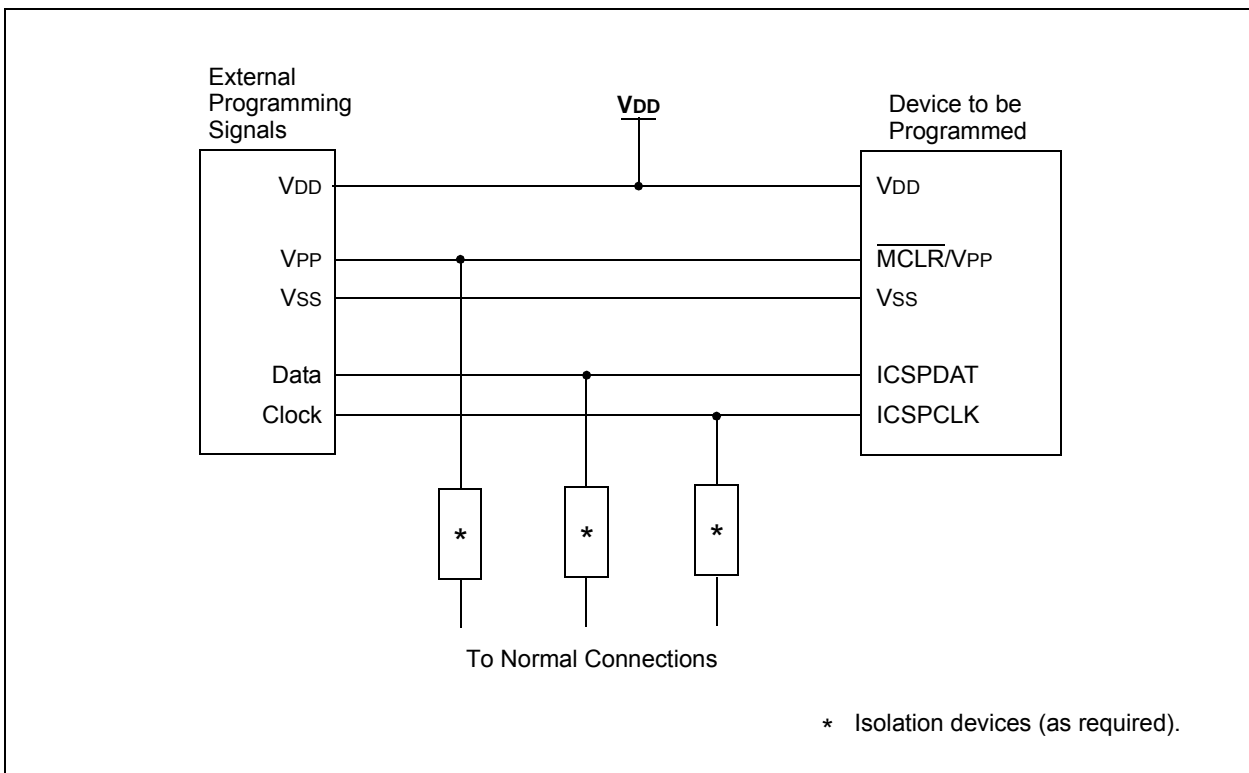 External
Programming
Signals
VDD
Device to be
Programmed
VDD
VDD
VPP
MCLR/VPP
VSS
VSS
Data
ICSPDAT
Clock
ICSPCLK
*
*
*
To Normal Connections
* Isolation devices (as required).